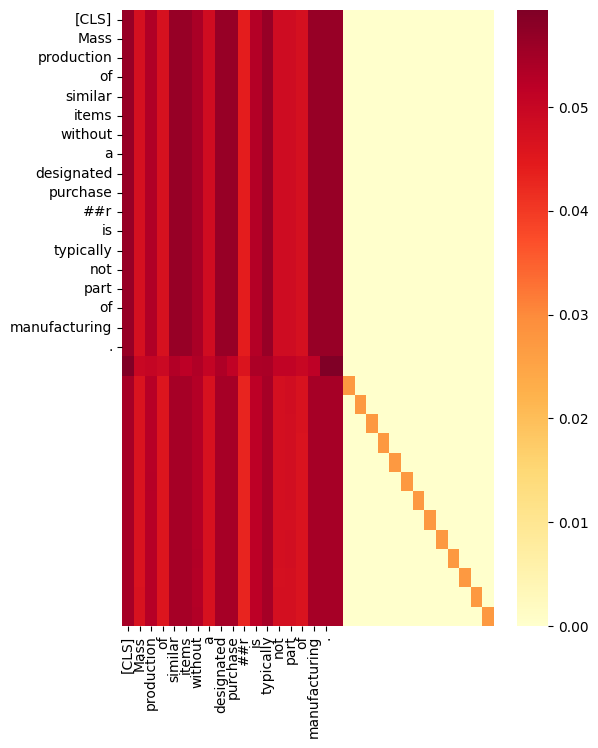 [CLS]
Mass
production
of
similar
items
without
a
designated
purchase
##r
is
typically
not
part
of
manufacturing
.
0.05
0.04
0.03
0.02
0.01
0.00
[CLS]
Mass
production
of
similar
items
without
a
designated
purchase
##r
is
typically
not
part
of
manufacturing
.